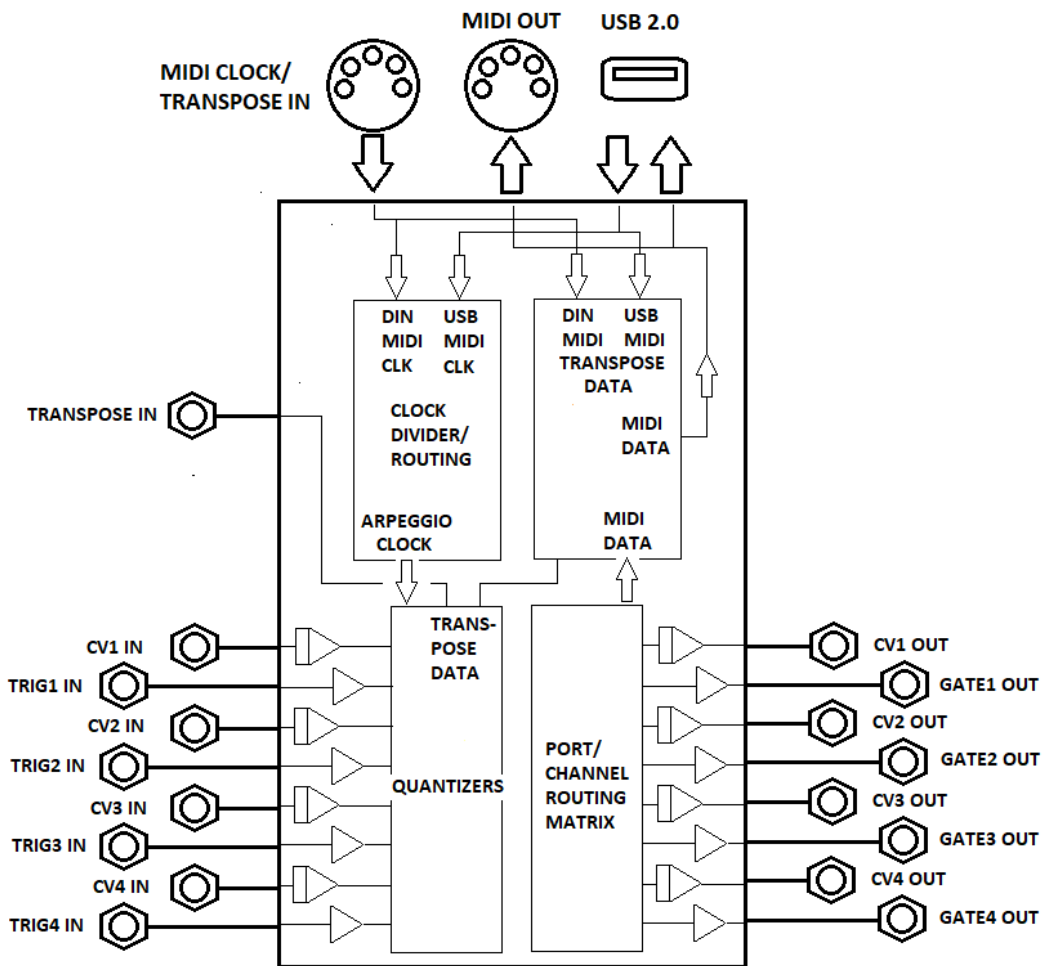 MIDI OUT
USB 2.0
MIDI CLOCK/
TRANSPOSE IN
DIN
MIDI
CLK
USB
MIDI
CLK
CLOCK
DIVIDER/
ROUTING
ARPEGGIO
CLOCK
DIN
MIDI
USB
MIDI
TRANSPOSE
DATA
MIDI
DATA
MIDI
DATA
TRANSPOSE IN
TRANS-
POSE
DATA
QUANTIZERS
PORT/
CHANNEL
ROUTING
MATRIX
CV1 IN
TRIG1 IN
CV2 IN
TRIG2 IN
CV3 IN
TRIG3 IN
CV4 IN
TRIG4 IN
CV1 OUT
GATE1 OUT
CV2 OUT
GATE2 OUT
CV3 OUT
GATE3 OUT
CV4 OUT
GATE4 OUT